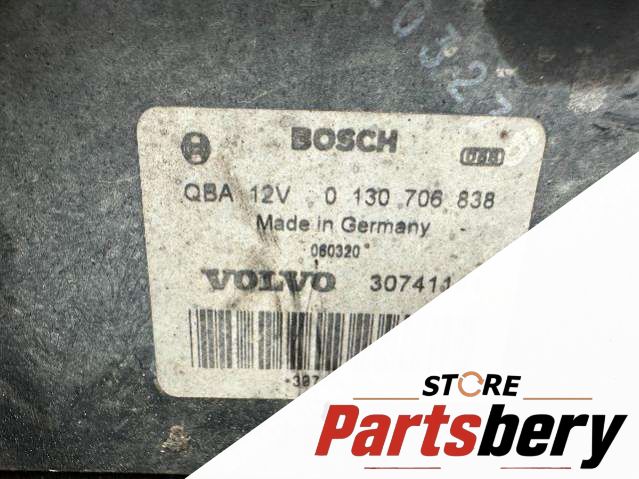 BOSCH
QBA 12V 0 130 706 838
Made in Germany
060320
VOLVO 307411
STORE
Partsbery